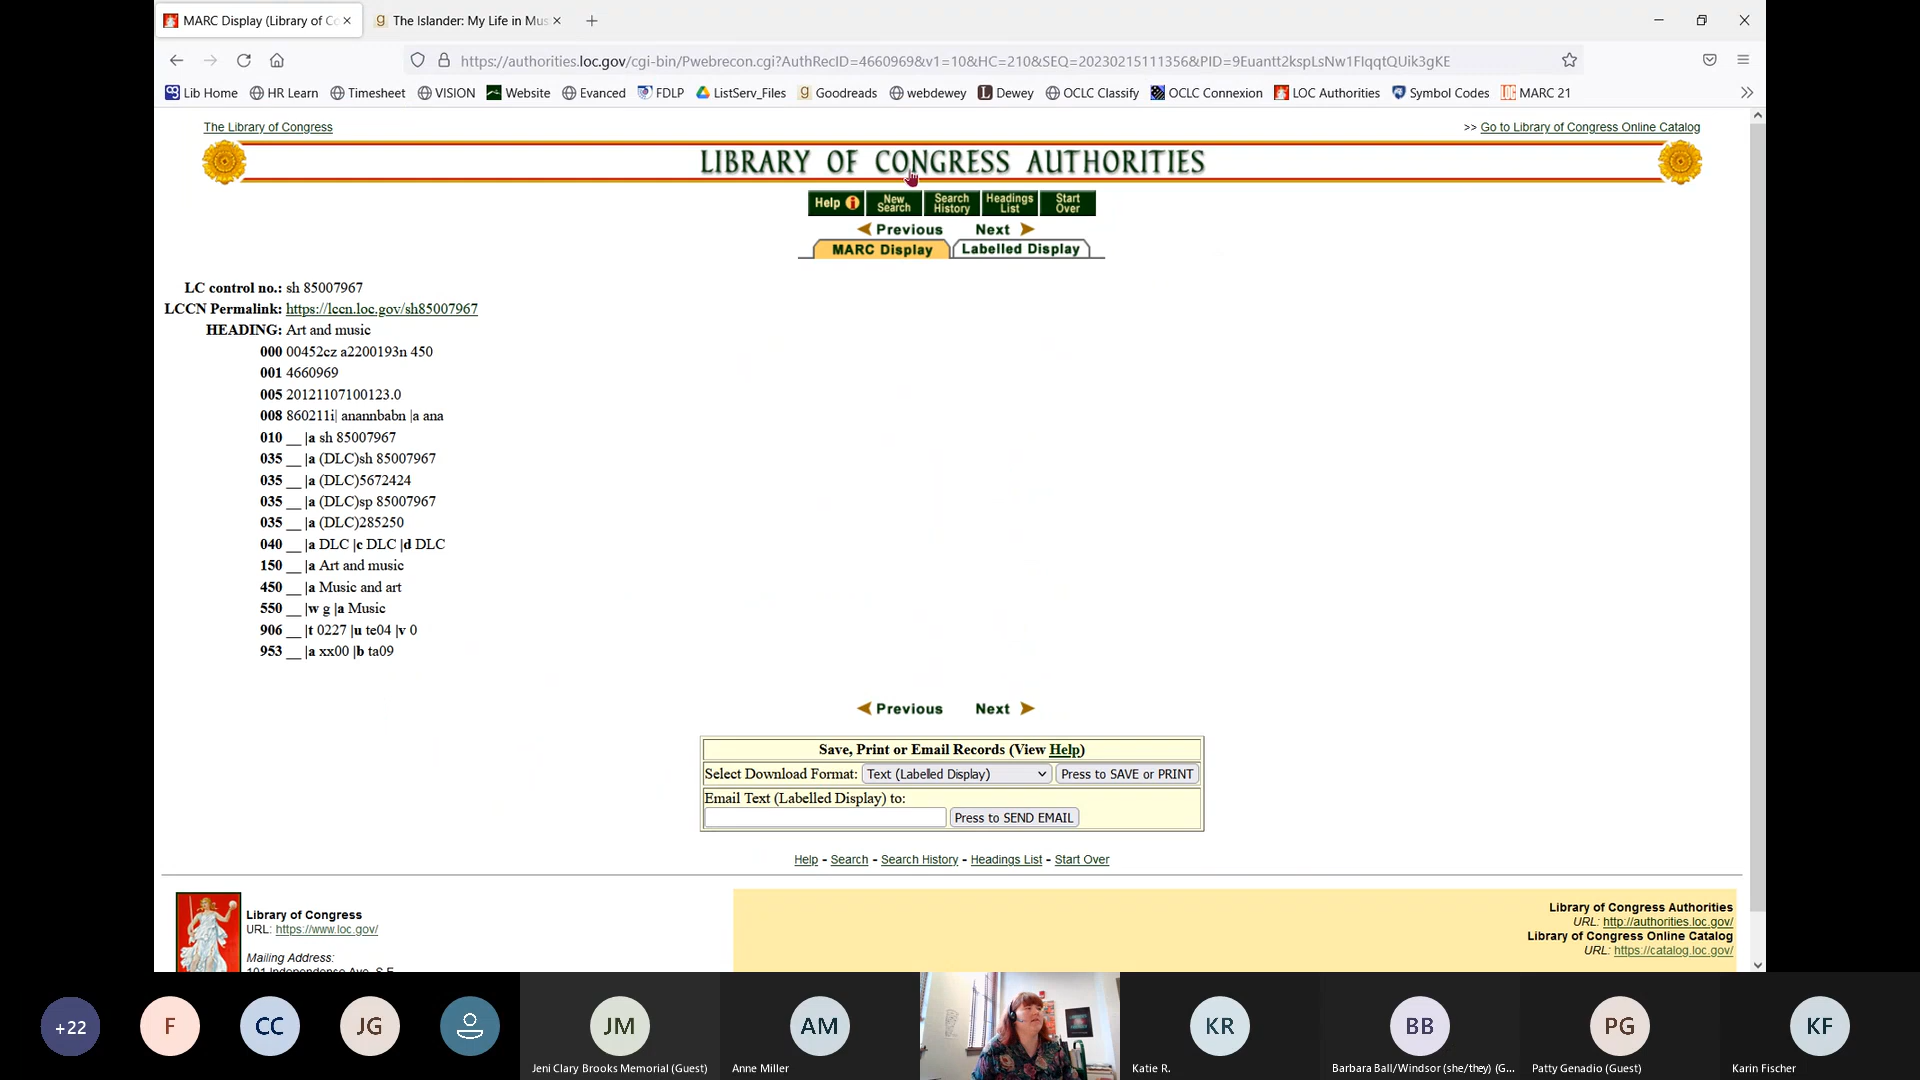 MARC Display (Library of Co
The Islander: My Life in Mus
https://authorities.loc.gov/cgi-bin/Pwebrecon.cgi?AuthRecID=4660969&v1=10&HC=210&SEQ=20230215111356&PID=9Euantt2kspLsNw1FIqqtQUik3gKE
Lib Home HR Learn Timesheet VISION Website Evanced FDLP ListServ_Files Goodreads webdewey Dewey OCLC Classify OCLC Connexion LOC Authorities Symbol Codes MARC 21
The Library of Congress >> Go to Library of Congress Online Catalog
LIBRARY OF CONGRESS AUTHORITIES
Help New Search Search History Headings List Start Over
Previous Next
MARC Display Labelled Display
LC control no.: sh 85007967
LCCN Permalink: https://lccn.loc.gov/sh85007967
HEADING: Art and music
000 00452cz a2200193n 450
001 4660969
005 20121107100123.0
008 860211i| anannbabn |a ana
010 __ |a sh 85007967
035 __ |a (DLC)sh 85007967
035 __ |a (DLC)5672424
035 __ |a (DLC)sp 85007967
035 __ |a (DLC)285250
040 __ |a DLC |c DLC |d DLC
150 __ |a Art and music
450 __ |a Music and art
550 __ |w g |a Music
906 __ |t 0227 |u te04 |v 0
953 __ |a xx00 |b ta09
Previous Next
Save, Print or Email Records (View Help)
Select Download Format: Text (Labelled Display) Press to SAVE or PRINT
Email Text (Labelled Display) to:
Press to SEND EMAIL
Help - Search - Search History - Headings List - Start Over
Library of Congress
URL: https://www.loc.gov/
Mailing Address:
101 Independence Ave, S.E.
Library of Congress Authorities
URL: http://authorities.loc.gov/
Library of Congress Online Catalog
URL: https://catalog.loc.gov/
+22 F CC JG JM AM KR BB PG KF
Jeni Clary Brooks Memorial (Guest) Anne Miller Katie R. Barbara Ball/Windsor (she/they) (G... Patty Genadio (Guest) Karin Fischer